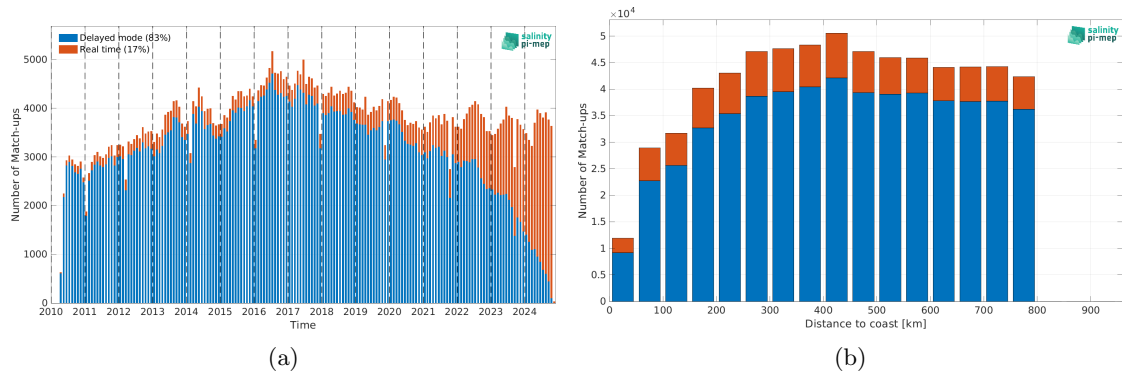 Delayed mode (83%)
Real time (17%)
salinity
pi-mep
Number of Match-ups
5000
4000
3000
2000
1000
0
2010 2011 2012 2013 2014 2015 2016 2017 2018 2019 2020 2021 2022 2023 2024
Time
(a)
×10⁴
salinity
pi-mep
Number of Match-ups
5
4.5
4
3.5
3
2.5
2
1.5
1
0.5
0
0 100 200 300 400 500 600 700 800 900
Distance to coast [km]
(b)